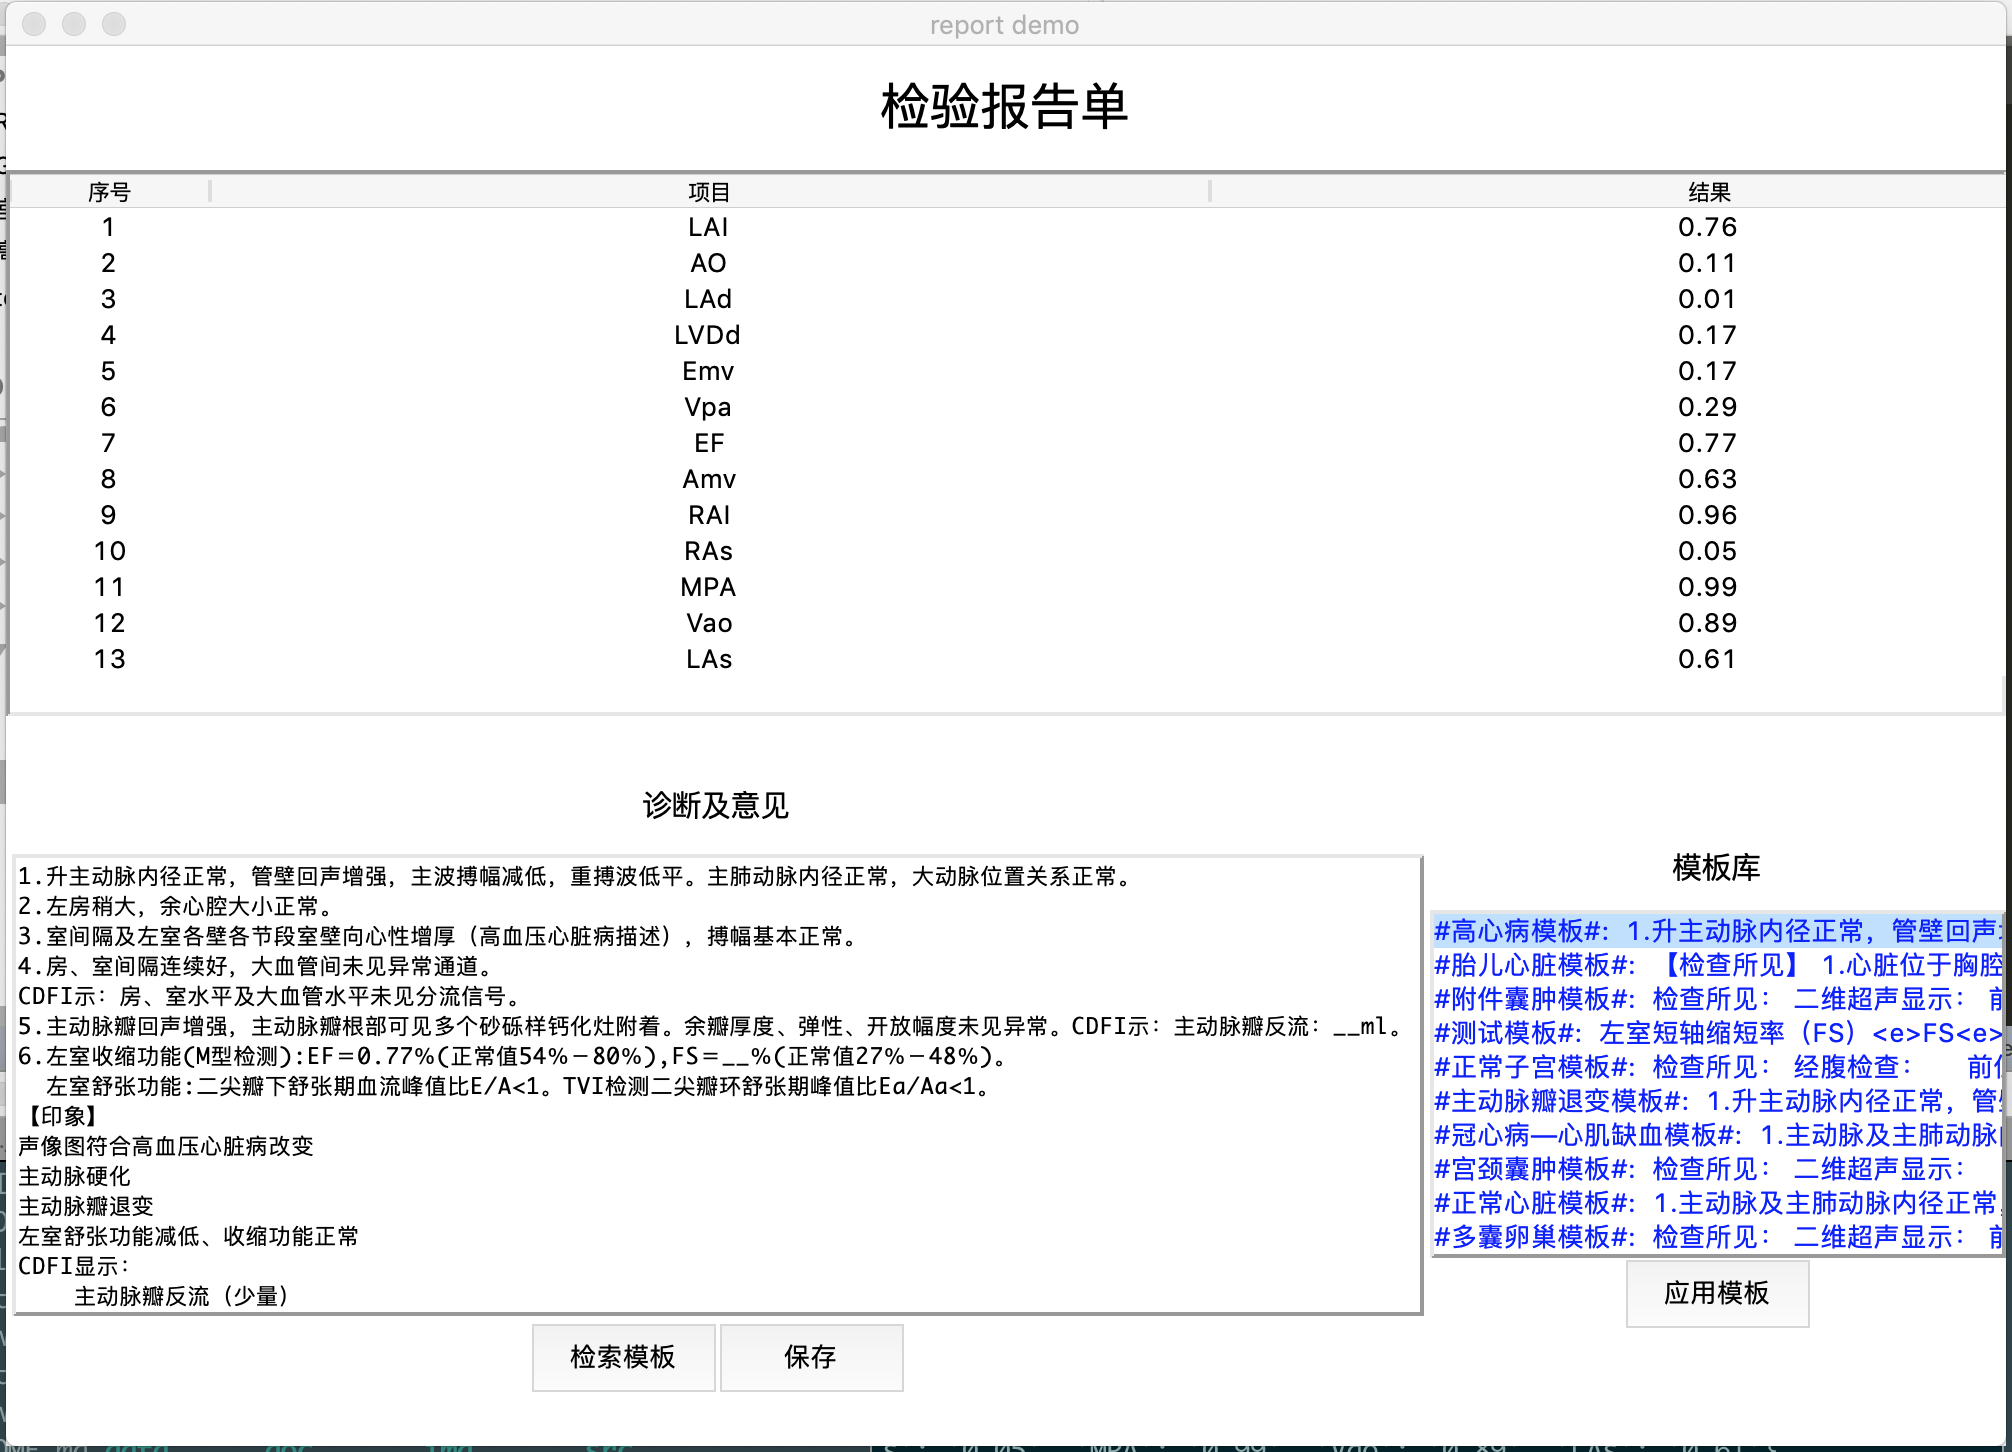 report demo
检验报告单
序号 项目 结果
1 LAI 0.76
2 AO 0.11
3 LAd 0.01
4 LVDd 0.17
5 Emv 0.17
6 Vpa 0.29
7 EF 0.77
8 Amv 0.63
9 RAI 0.96
10 RAs 0.05
11 MPA 0.99
12 Vao 0.89
13 LAs 0.61
诊断及意见
1.升主动脉内径正常，管壁回声增强，主波搏幅减低，重搏波低平。主肺动脉内径正常，大动脉位置关系正常。
2.左房稍大，余心腔大小正常。
3.室间隔及左室各壁各节段室壁向心性增厚（高血压心脏病描述），搏幅基本正常。
4.房、室间隔连续好，大血管间未见异常通道。
CDFI示：房、室水平及大血管水平未见分流信号。
5.主动脉瓣回声增强，主动脉瓣根部可见多个砂砾样钙化灶附着。余瓣厚度、弹性、开放幅度未见异常。CDFI示：主动脉瓣反流：__ml。
6.左室收缩功能(M型检测):EF＝0.77%(正常值54%－80%),FS＝__%(正常值27%－48%)。
左室舒张功能:二尖瓣下舒张期血流峰值比E/A<1。TVI检测二尖瓣环舒张期峰值比Ea/Aa<1。
【印象】
声像图符合高血压心脏病改变
主动脉硬化
主动脉瓣退变
左室舒张功能减低、收缩功能正常
CDFI显示：
主动脉瓣反流（少量）
检索模板 保存
模板库
#高心病模板#: 1.升主动脉内径正常，管壁回声
#胎儿心脏模板#: 【检查所见】 1.心脏位于胸腔
#附件囊肿模板#: 检查所见： 二维超声显示： 前
#测试模板#: 左室短轴缩短率（FS）<e>FS<e>
#正常子宫模板#: 检查所见： 经腹检查： 前
#主动脉瓣退变模板#: 1.升主动脉内径正常，管
#冠心病—心肌缺血模板#: 1.主动脉及主肺动脉
#宫颈囊肿模板#: 检查所见： 二维超声显示：
#正常心脏模板#: 1.主动脉及主肺动脉内径正常
#多囊卵巢模板#: 检查所见： 二维超声显示： 前
应用模板